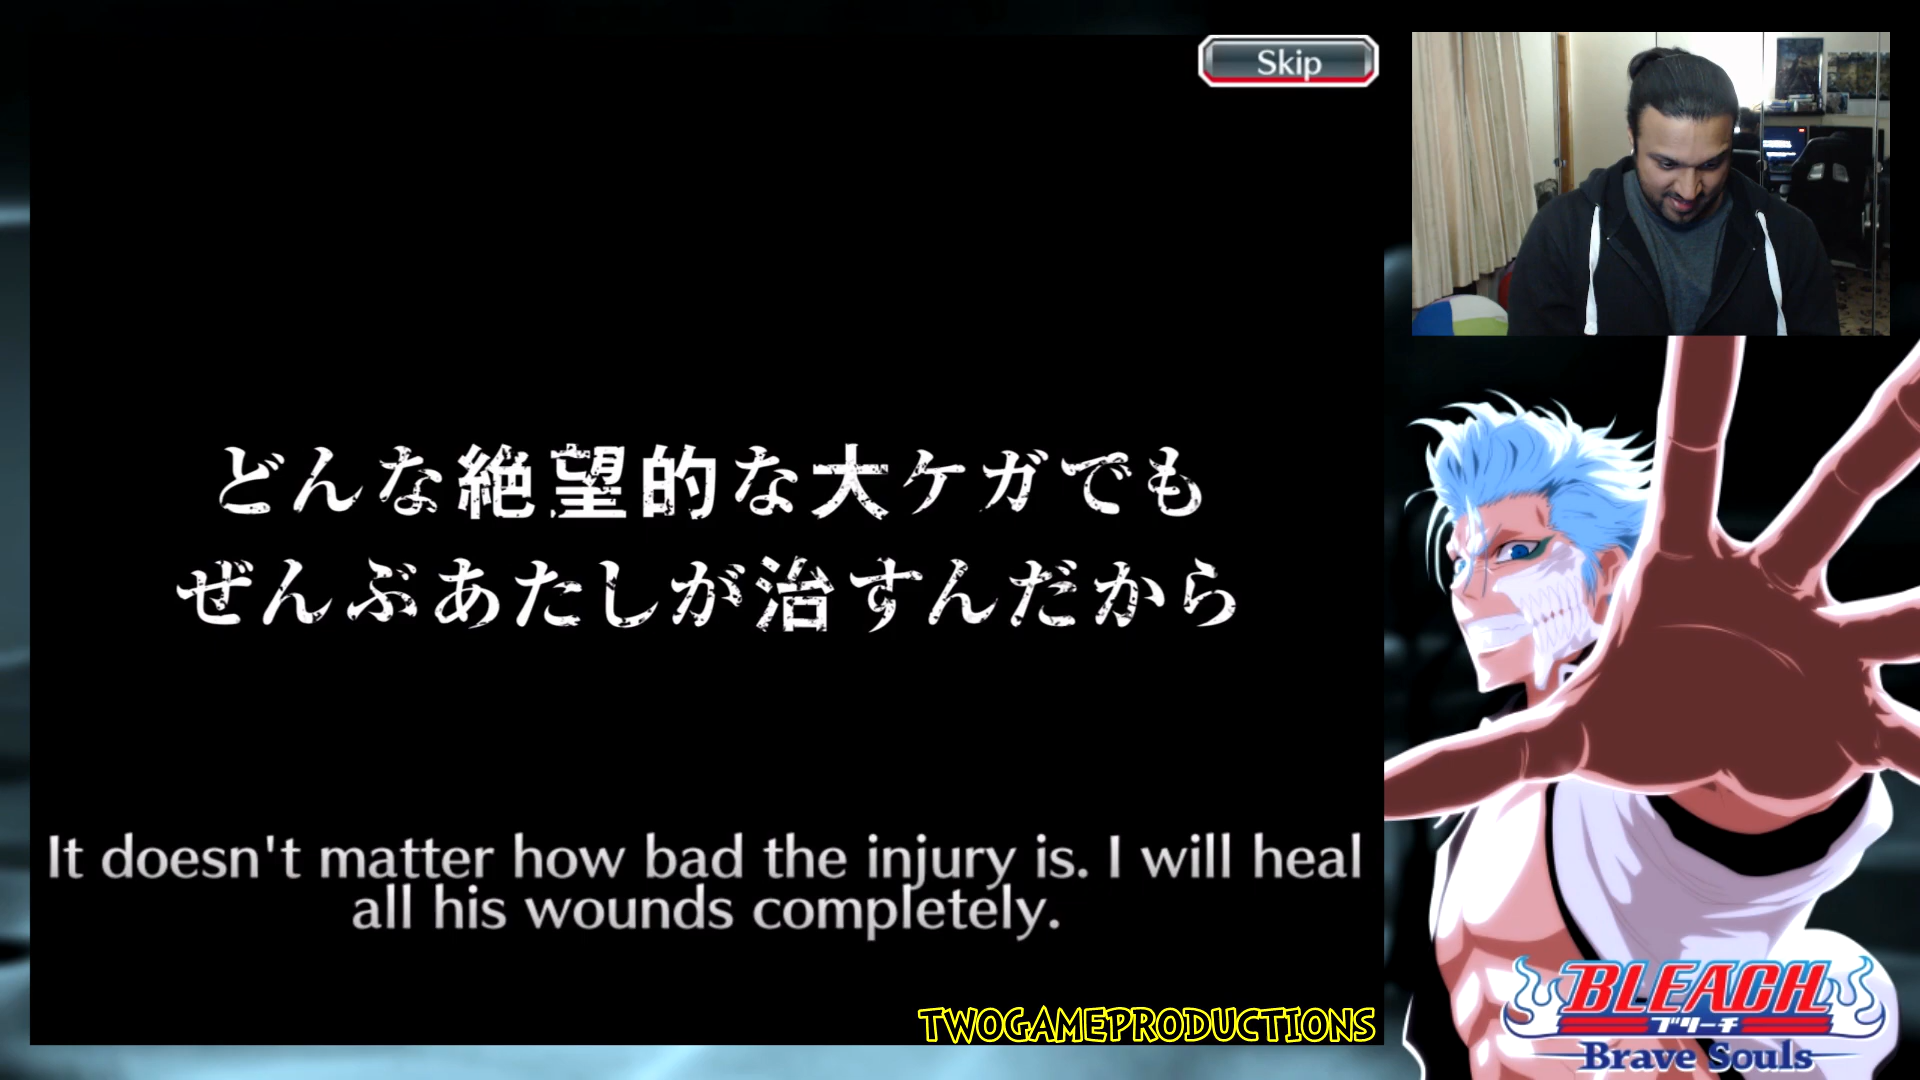 Skip
どんな絶望的な大ケガでも
ぜんぶあたしが治すんだから
It doesn't matter how bad the injury is. I will heal
all his wounds completely.
TWOGAMEPRODUCTIONS
BLEACH
ブリーチ
Brave Souls